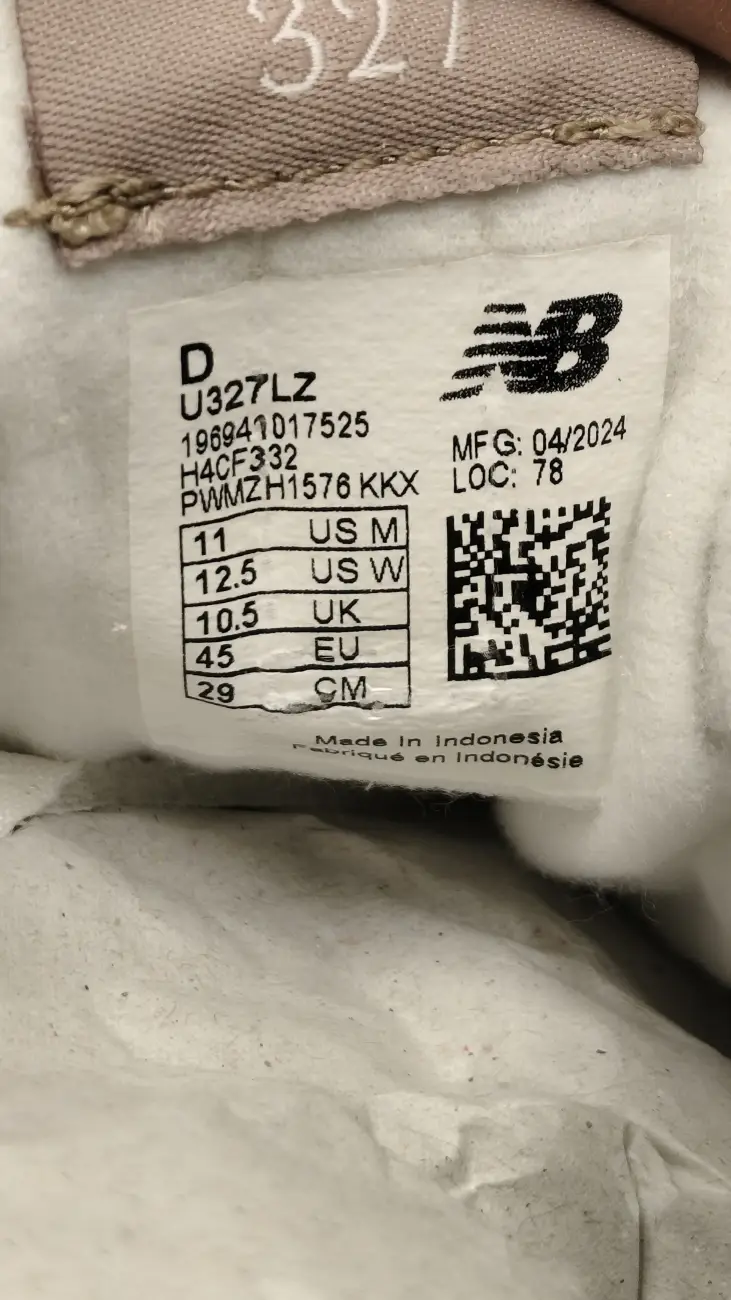 327
NB
D
U327LZ
196941017525
H4CF332
PWMZH1576 KKX
MFG: 04/2024
LOC: 78
11 US M
12.5 US W
10.5 UK
45 EU
29 CM
Made in Indonesia
Fabriqué en Indonésie